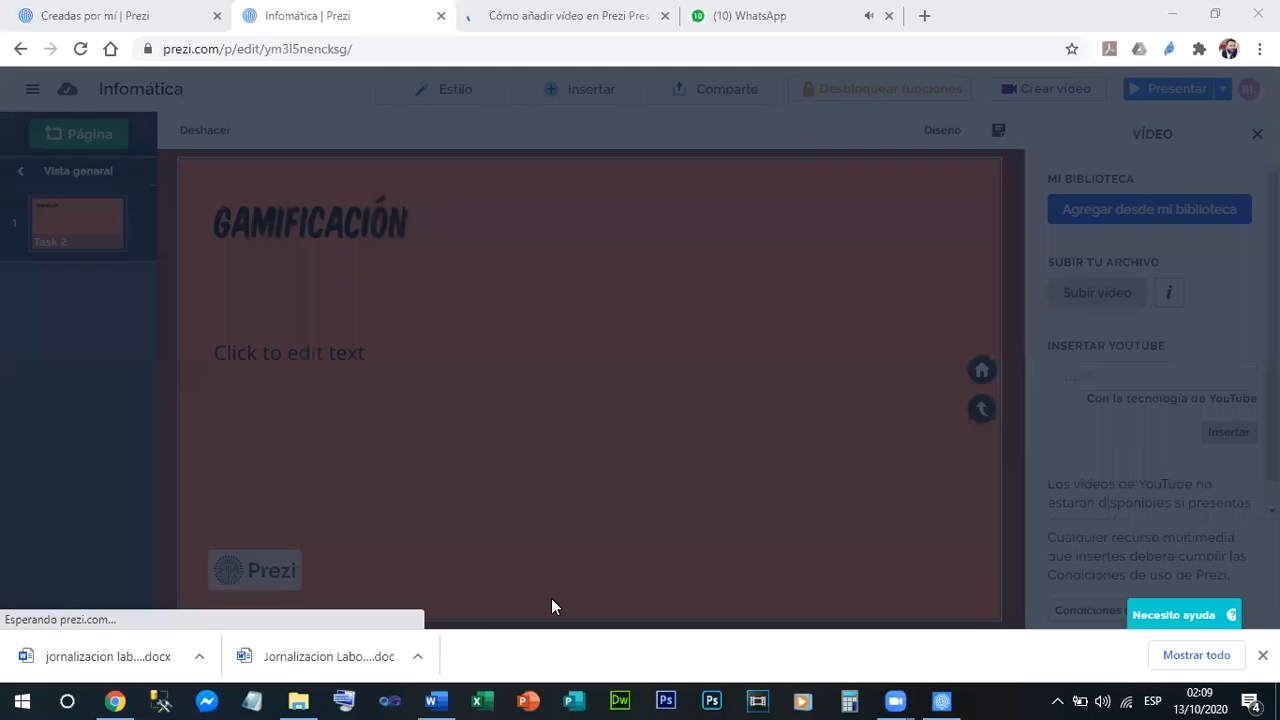 Creadas por mí | Prezi
Infomática | Prezi
Cómo añadir vídeo en Prezi Pres
(10) WhatsApp
prezi.com/p/edit/ym3l5nencksg/
Infomática
Estilo
Insertar
Comparte
Desbloquear funciones
Crear vídeo
Presentar
BL
Página
Deshacer
Diseño
VÍDEO
Vista general
MI BIBLIOTECA
Agregar desde mi biblioteca
1
Task 2
GAMIFICACIÓN
SUBIR TU ARCHIVO
Subir vídeo
i
INSERTAR YOUTUBE
Click to edit text
Con la tecnología de YouTube
Insertar
Los vídeos de YouTube no
estarán disponibles si presentas
Cualquier recurso multimedia
que insertes deberá cumplir las
Condiciones de uso de Prezi.
Prezi
Condiciones
Necesito ayuda
Esperando prezi.com...
jornalizacion lab....docx
Jornalizacion Labo....doc
Mostrar todo
ESP
02:09
13/10/2020
4